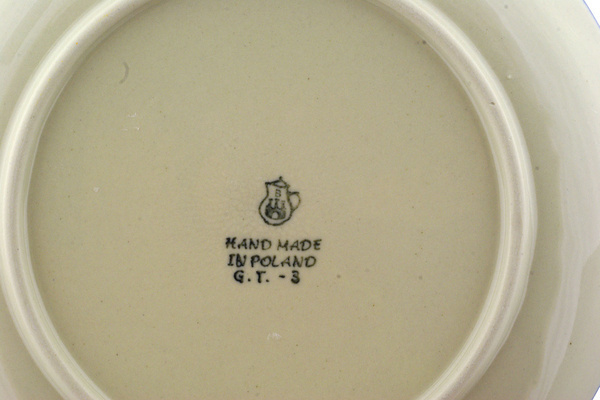 B
HAND MADE
IN POLAND
G.T. - 3